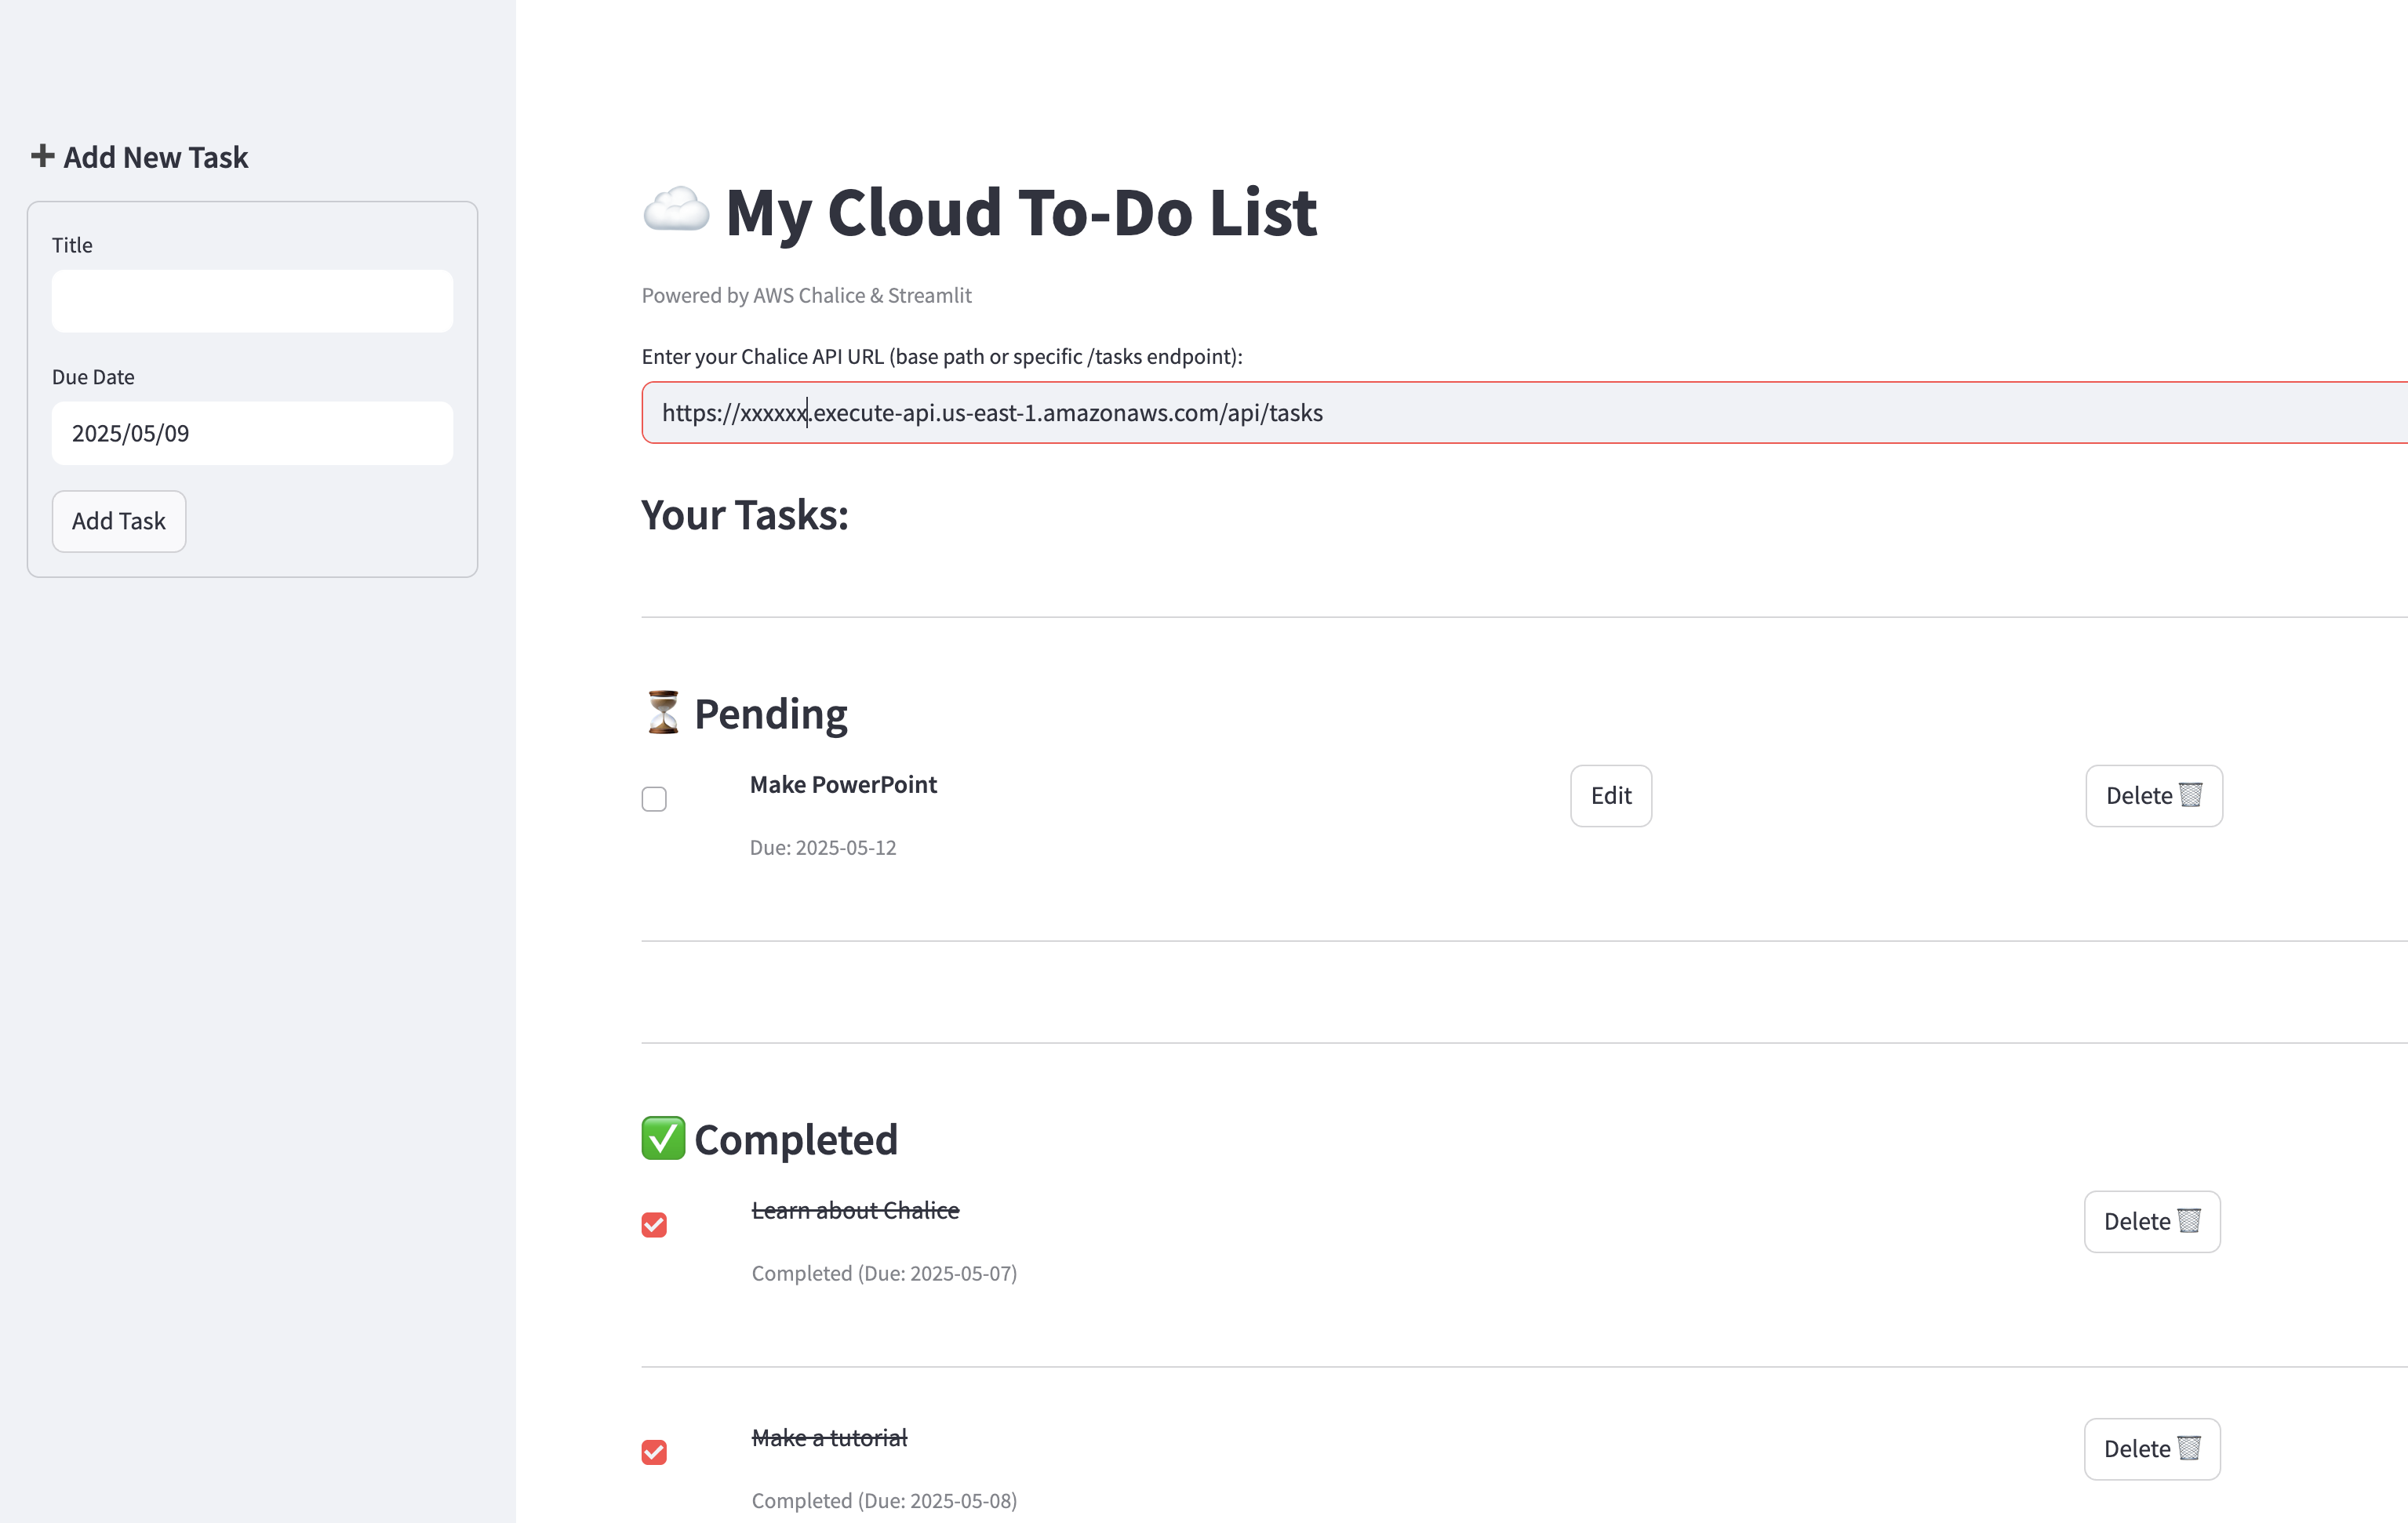 ➕ Add New Task
Title
Due Date
2025/05/09
Add Task
☁️ My Cloud To-Do List
Powered by AWS Chalice & Streamlit
Enter your Chalice API URL (base path or specific /tasks endpoint):
https://xxxxxx.execute-api.us-east-1.amazonaws.com/api/tasks
Your Tasks:
⏳ Pending
Make PowerPoint
Edit
Delete 🗑️
Due: 2025-05-12
✅ Completed
Learn about Chalice
Delete 🗑️
Completed (Due: 2025-05-07)
Make a tutorial
Delete 🗑️
Completed (Due: 2025-05-08)